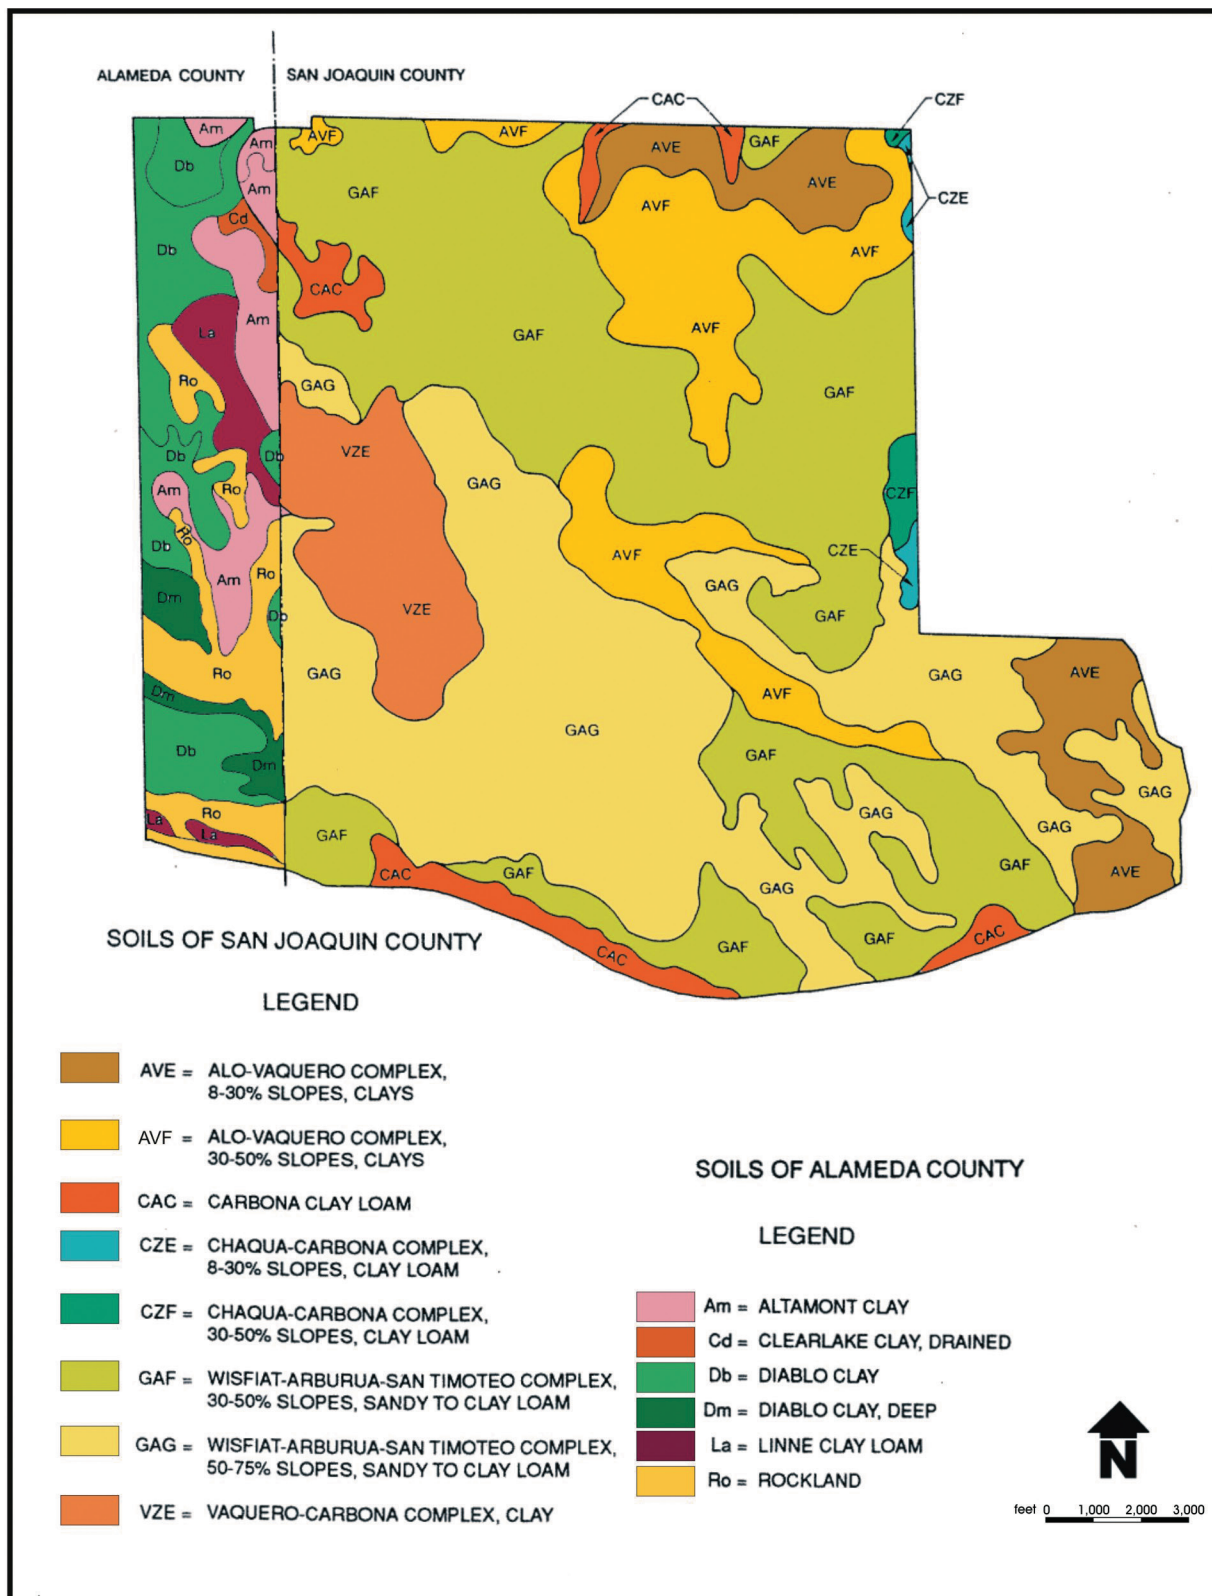 ALAMEDA COUNTY
SAN JOAQUIN COUNTY
CAC
CZF
Am
AVF
AVF
Am
GAF
AVE
Db
Am
GAF
AVE
CZE
Cd
AVF
Db
AVF
CAC
Am
La
GAF
AVF
Ro
GAG
GAF
VZE
Db
Db
GAG
Am
Ro
CZF
Ro
Db
AVF
CZE
Ro
Am
GAG
Dm
VZE
GAF
Db
Ro
GAG
GAG
AVE
Dm
AVF
GAG
Db
GAF
Dm
GAG
Ro
GAG
La
La
GAG
GAF
GAF
CAC
GAF
GAG
AVE
GAF
GAF
CAC
CAC
SOILS OF SAN JOAQUIN COUNTY
LEGEND
AVE = ALO-VAQUERO COMPLEX,
8-30% SLOPES, CLAYS
AVF = ALO-VAQUERO COMPLEX,
30-50% SLOPES, CLAYS
CAC = CARBONA CLAY LOAM
CZE = CHAQUA-CARBONA COMPLEX,
8-30% SLOPES, CLAY LOAM
CZF = CHAQUA-CARBONA COMPLEX,
30-50% SLOPES, CLAY LOAM
GAF = WISFIAT-ARBURUA-SAN TIMOTEO COMPLEX,
30-50% SLOPES, SANDY TO CLAY LOAM
GAG = WISFIAT-ARBURUA-SAN TIMOTEO COMPLEX,
50-75% SLOPES, SANDY TO CLAY LOAM
VZE = VAQUERO-CARBONA COMPLEX, CLAY
SOILS OF ALAMEDA COUNTY
LEGEND
Am = ALTAMONT CLAY
Cd = CLEARLAKE CLAY, DRAINED
Db = DIABLO CLAY
Dm = DIABLO CLAY, DEEP
La = LINNE CLAY LOAM
Ro = ROCKLAND
N
feet 0 1,000 2,000 3,000